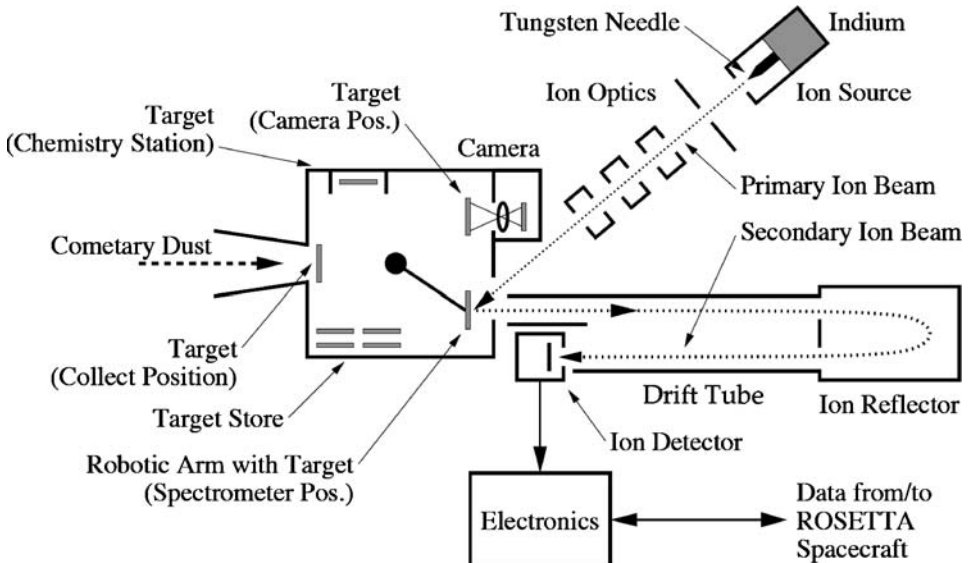 Tungsten Needle
Indium
Ion Optics
Ion Source
Target
(Camera Pos.)
Target
(Chemistry Station)
Camera
Primary Ion Beam
Secondary Ion Beam
Cometary Dust
Target
(Collect Position)
Target Store
Drift Tube
Ion Reflector
Ion Detector
Robotic Arm with Target
(Spectrometer Pos.)
Electronics
Data from/to
ROSETTA
Spacecraft